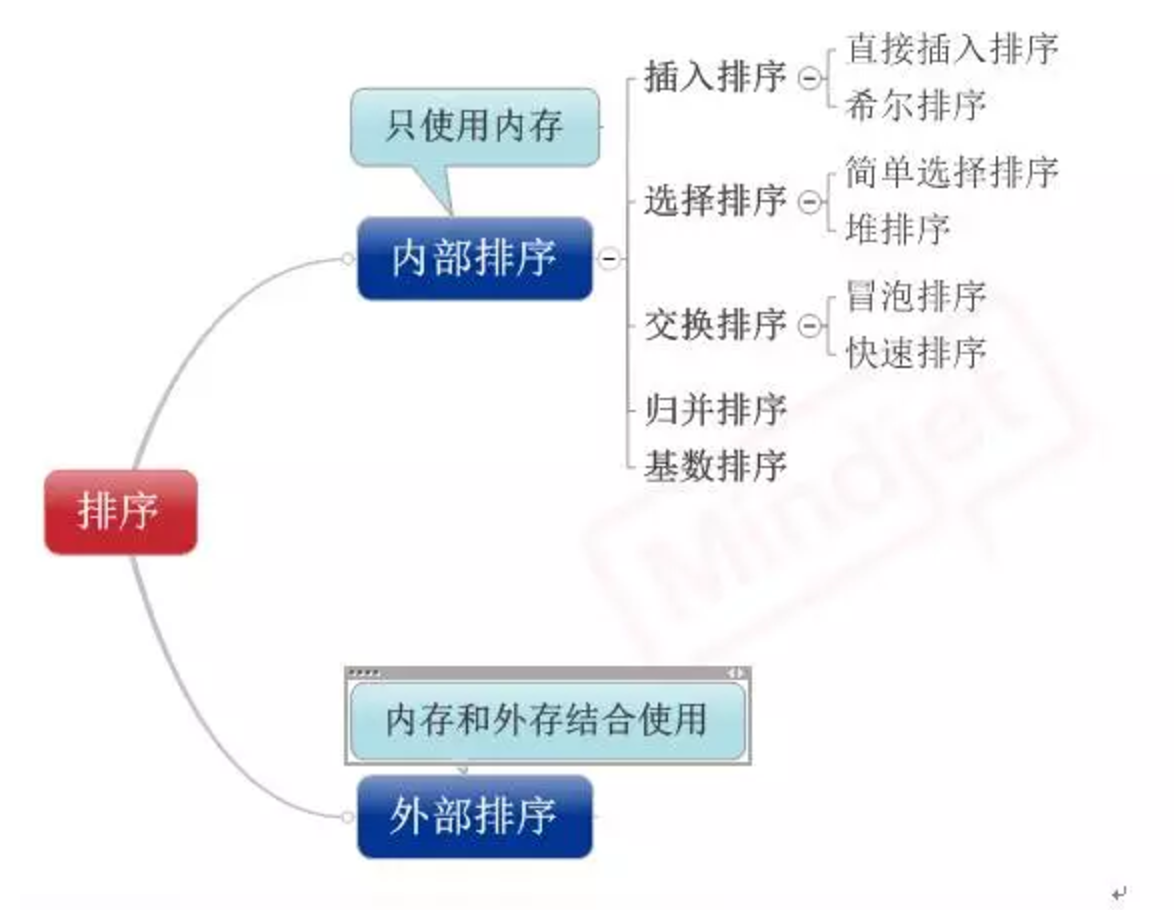 直接插入排序
插入排序
希尔排序
只使用内存
简单选择排序
选择排序
堆排序
内部排序
冒泡排序
交换排序
快速排序
归并排序
基数排序
排序
内存和外存结合使用
外部排序
Mindjet